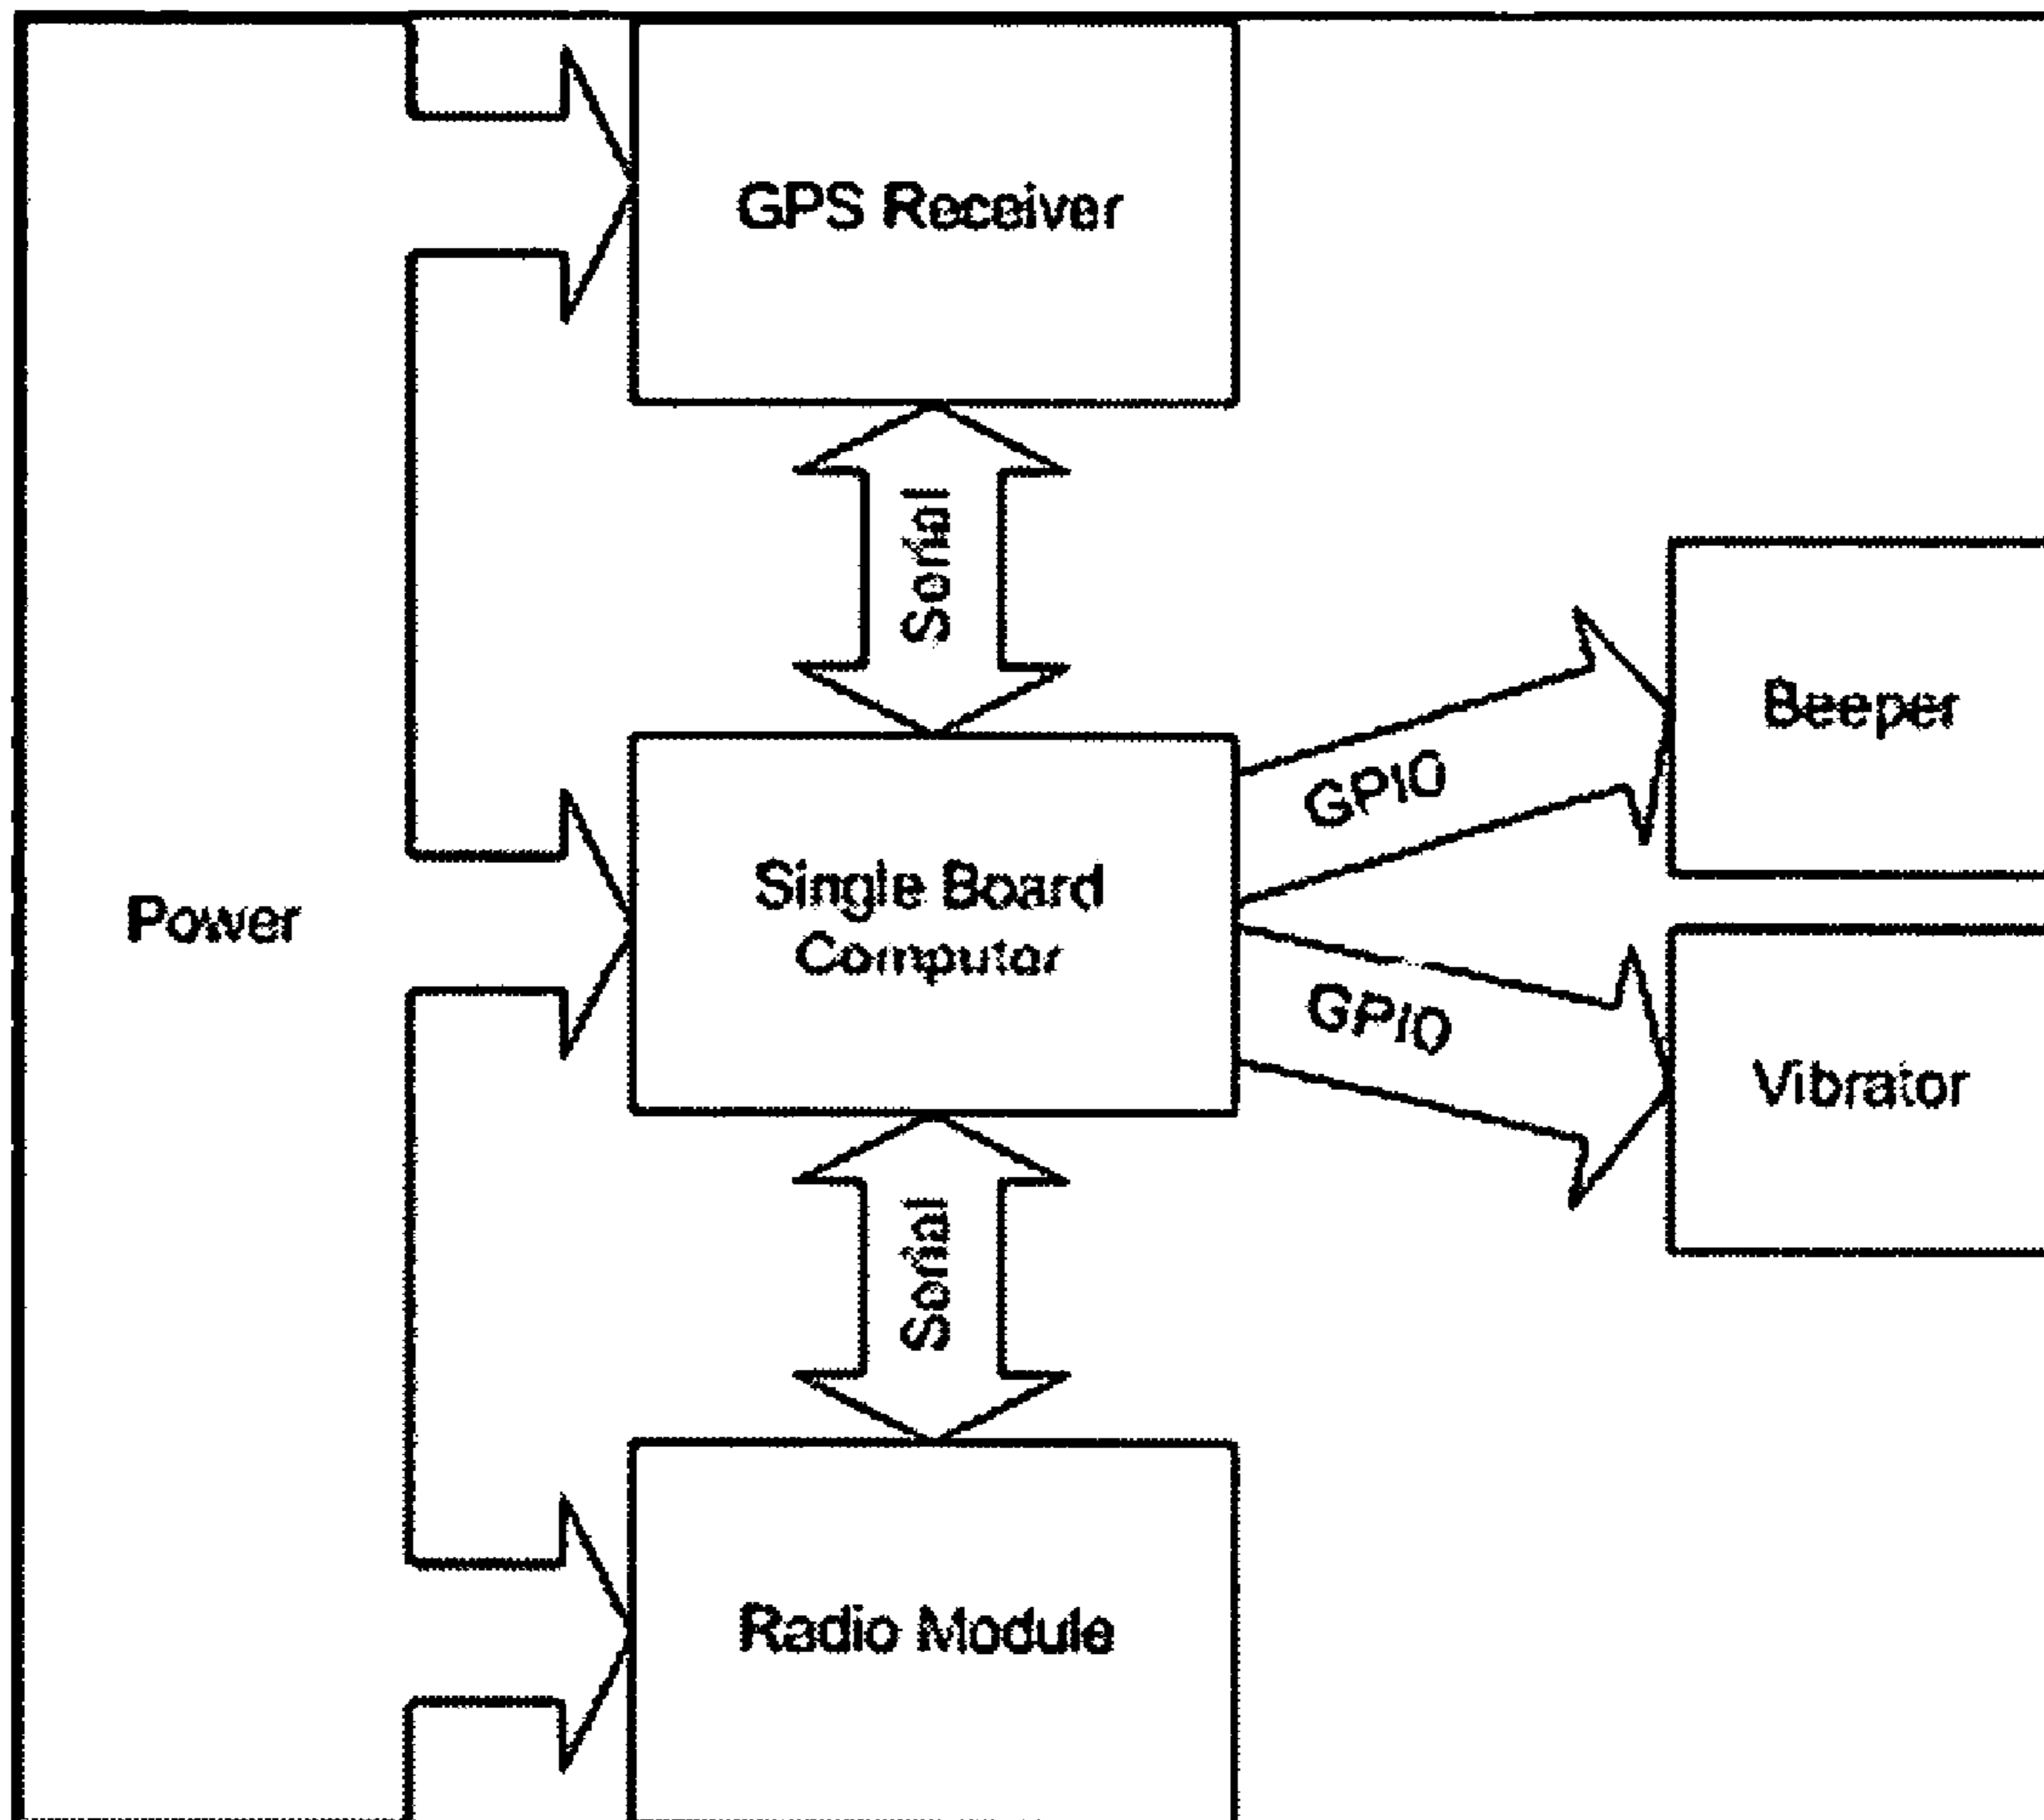 GPS Receiver
Serial
Beeper
GPIO
Single Board
Computer
Power
GPIO
Vibrator
Serial
Radio Module